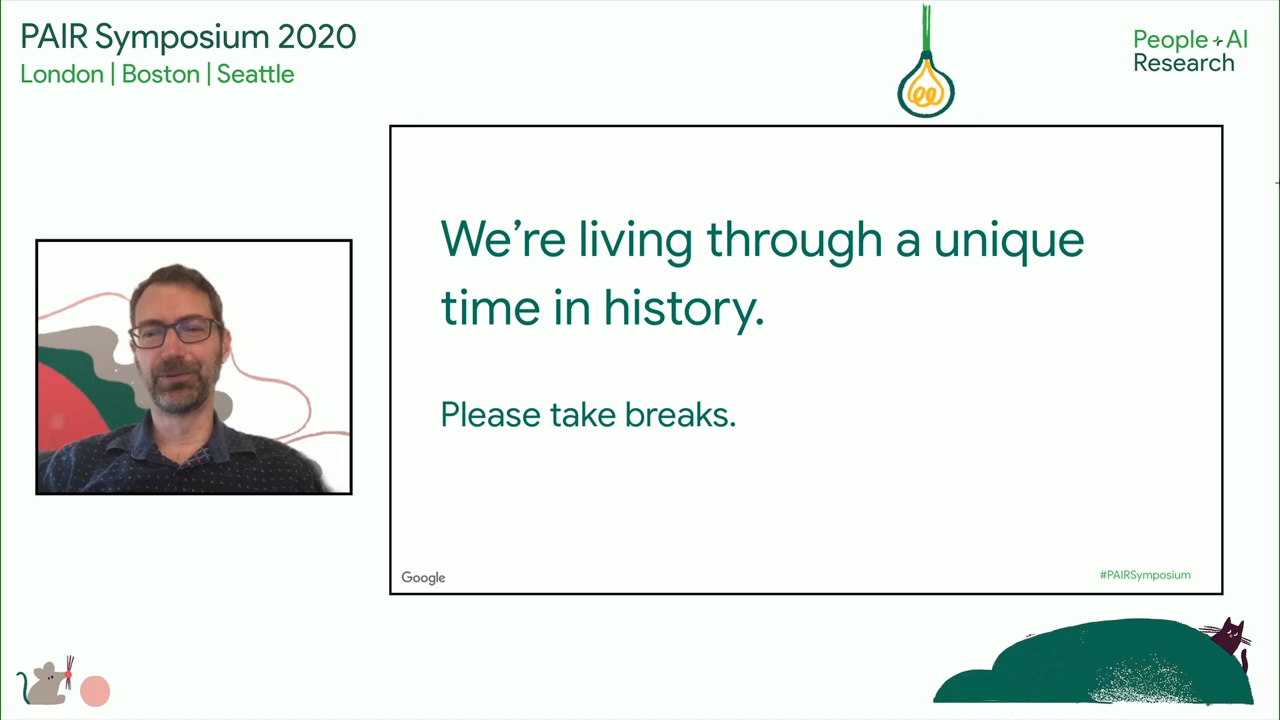 PAIR Symposium 2020
London | Boston | Seattle
People + AI
Research
We're living through a unique
time in history.
Please take breaks.
Google
#PAIRSymposium